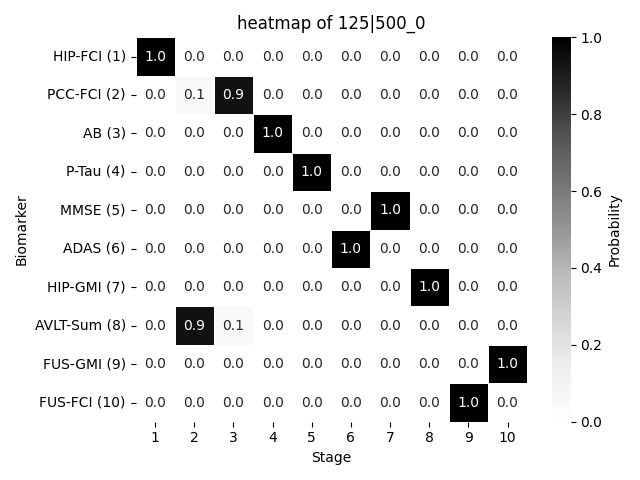 heatmap of 125|500_0
HIP-FCI (1) 1.0 0.0 0.0 0.0 0.0 0.0 0.0 0.0 0.0 0.0
PCC-FCI (2) 0.0 0.1 0.9 0.0 0.0 0.0 0.0 0.0 0.0 0.0
AB (3) 0.0 0.0 0.0 1.0 0.0 0.0 0.0 0.0 0.0 0.0
P-Tau (4) 0.0 0.0 0.0 0.0 1.0 0.0 0.0 0.0 0.0 0.0
MMSE (5) 0.0 0.0 0.0 0.0 0.0 0.0 1.0 0.0 0.0 0.0
ADAS (6) 0.0 0.0 0.0 0.0 0.0 1.0 0.0 0.0 0.0 0.0
HIP-GMI (7) 0.0 0.0 0.0 0.0 0.0 0.0 0.0 1.0 0.0 0.0
AVLT-Sum (8) 0.0 0.9 0.1 0.0 0.0 0.0 0.0 0.0 0.0 0.0
FUS-GMI (9) 0.0 0.0 0.0 0.0 0.0 0.0 0.0 0.0 0.0 1.0
FUS-FCI (10) 0.0 0.0 0.0 0.0 0.0 0.0 0.0 0.0 1.0 0.0
1 2 3 4 5 6 7 8 9 10
Stage
Biomarker
1.0
0.8
0.6
0.4
0.2
0.0
Probability